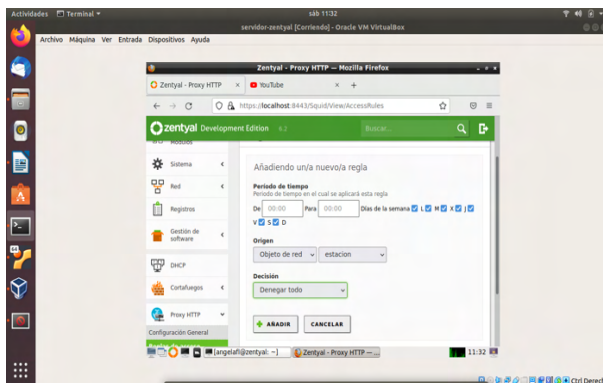 Actividades Terminal sáb 11:32
servidor-zentyal [Corriendo] - Oracle VM VirtualBox
Archivo Máquina Ver Entrada Dispositivos Ayuda
Zentyal - Proxy HTTP — Mozilla Firefox
Zentyal - Proxy HTTP × YouTube × +
https://localhost:8443/Squid/View/AccessRules
zentyal Development Edition 6.2 Buscar...
Módulos
Sistema
Añadiendo un/a nuevo/a regla
Red
Período de tiempo
Período de tiempo en el cual se aplicará esta regla
Registros
De 00:00 Para 00:00 Días de la semana L M X J
V S D
Gestión de
software
Origen
Objeto de red estacion
DHCP
Decisión
Cortafuegos
Denegar todo
Proxy HTTP
+ AÑADIR CANCELAR
Configuración General
[angelafl@zentyal: ~] Zentyal - Proxy HTTP — ... 11:32
Ctrl Derecho